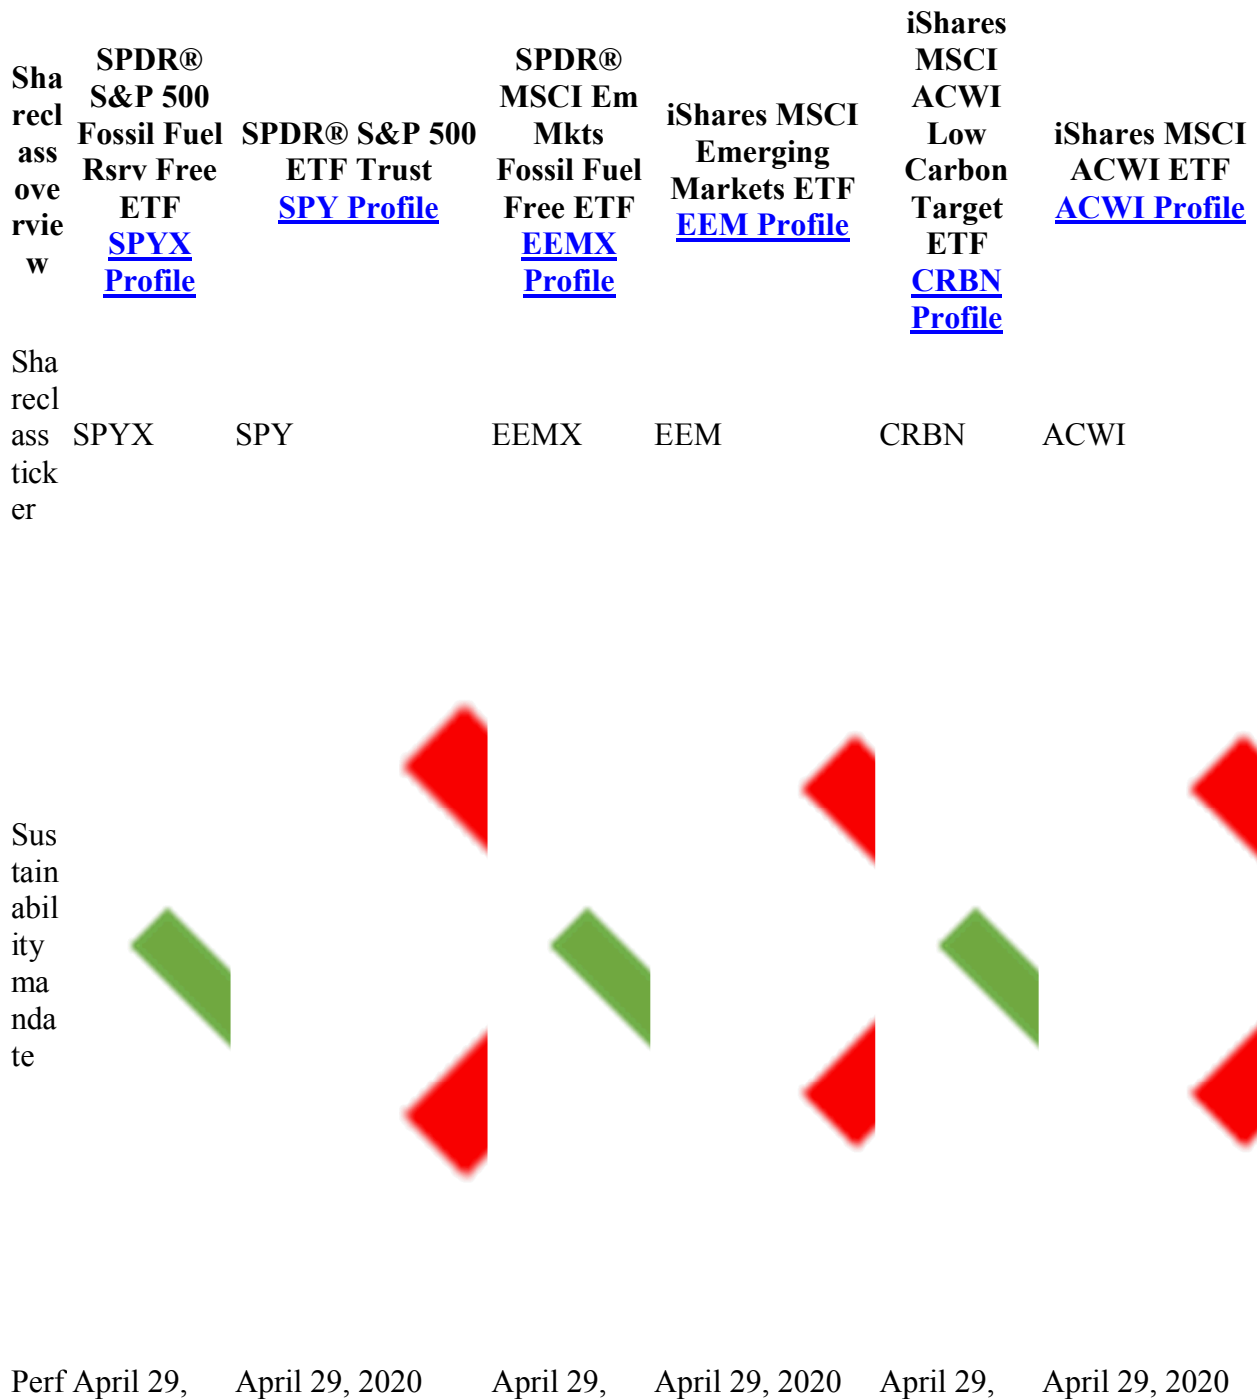 Sha
recl
ass
ove
rvie
w
SPDR®
S&P 500
Fossil Fuel
Rsrv Free
ETF
SPYX
Profile
SPDR® S&P 500
ETF Trust
SPY Profile
SPDR®
MSCI Em
Mkts
Fossil Fuel
Free ETF
EEMX
Profile
iShares MSCI
Emerging
Markets ETF
EEM Profile
iShares
MSCI
ACWI
Low
Carbon
Target
ETF
CRBN
Profile
iShares MSCI
ACWI ETF
ACWI Profile
Sha
recl
ass
tick
er
SPYX
SPY
EEMX
EEM
CRBN
ACWI
Sus
tain
abil
ity
ma
nda
te
Perf
April 29,
April 29, 2020
April 29,
April 29, 2020
April 29,
April 29, 2020